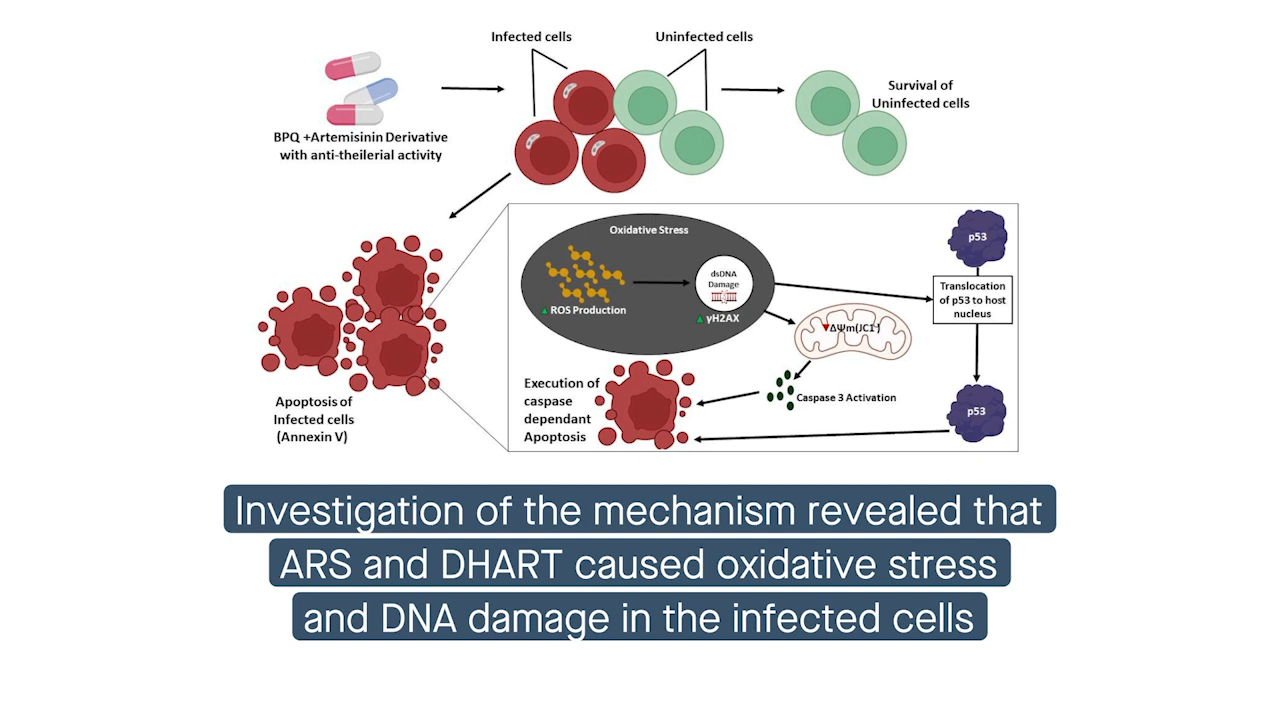 Infected cells
Uninfected cells
BPQ +Artemisinin Derivative
with anti-theilerial activity
Survival of
Uninfected cells
Oxidative Stress
dsDNA
Damage
ROS Production
yH2AX
p53
Translocation
of p53 to host
nucleus
ΔΨm(JC1)
Caspase 3 Activation
p53
Execution of
caspase
dependant
Apoptosis
Apoptosis of
Infected cells
(Annexin V)
Investigation of the mechanism revealed that
ARS and DHART caused oxidative stress
and DNA damage in the infected cells